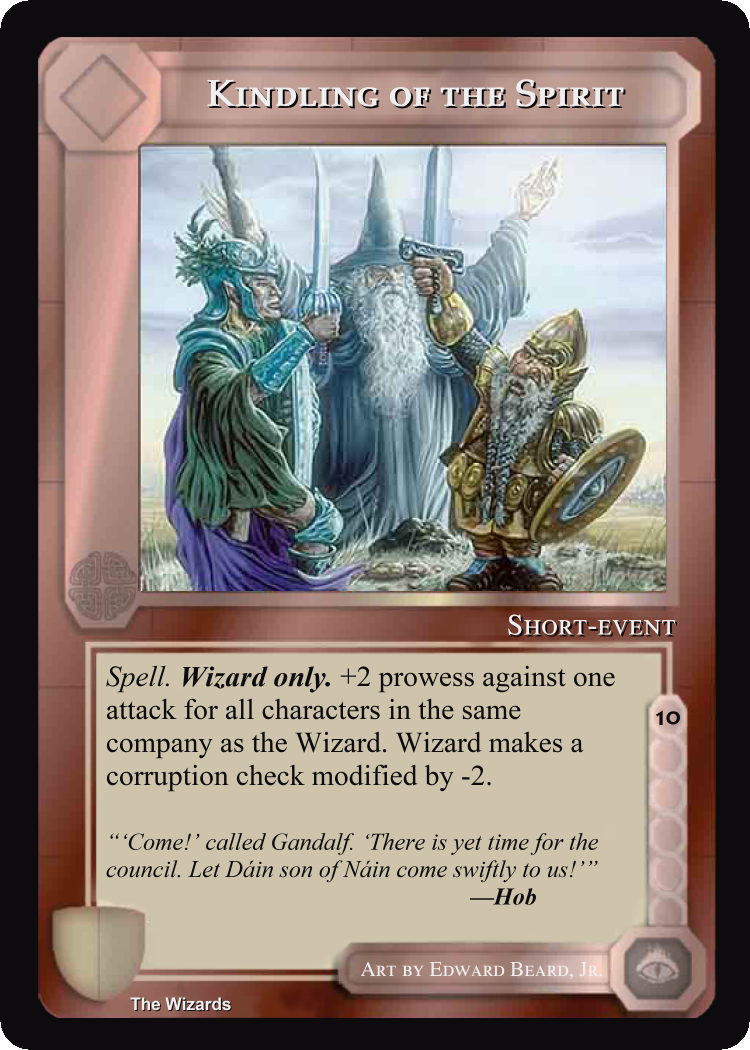 Kindling of the Spirit
Short-event
Spell. Wizard only. +2 prowess against one
attack for all characters in the same
company as the Wizard. Wizard makes a
corruption check modified by -2.
10
“‘Come!’ called Gandalf. ‘There is yet time for the
council. Let Dáin son of Náin come swiftly to us!’”
—Hob
Art by Edward Beard, Jr.
The Wizards